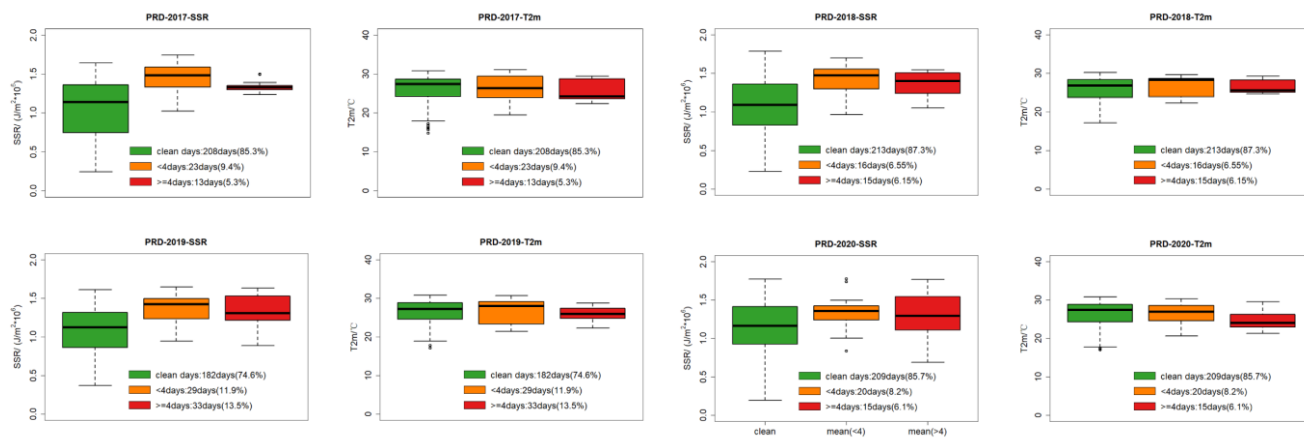 PRD-2017-SSR
2.0
1.5
1.0
0.5
0.0
SSR/ (J/m²*10⁶)
clean days:208days(85.3%)
<4days:23days(9.4%)
>=4days:13days(5.3%)
PRD-2017-T2m
40
30
20
10
0
T2m/℃
clean days:208days(85.3%)
<4days:23days(9.4%)
>=4days:13days(5.3%)
PRD-2018-SSR
2.0
1.5
1.0
0.5
0.0
SSR/ (J/m²*10⁶)
clean days:213days(87.3%)
<4days:16days(6.55%)
>=4days:15days(6.15%)
PRD-2018-T2m
40
30
20
10
0
T2m/℃
clean days:213days(87.3%)
<4days:16days(6.55%)
>=4days:15days(6.15%)
PRD-2019-SSR
2.0
1.5
1.0
0.5
0.0
SSR/ (J/m²*10⁶)
clean days:182days(74.6%)
<4days:29days(11.9%)
>=4days:33days(13.5%)
PRD-2019-T2m
40
30
20
10
0
T2m/℃
clean days:182days(74.6%)
<4days:29days(11.9%)
>=4days:33days(13.5%)
PRD-2020-SSR
2.0
1.5
1.0
0.5
0.0
SSR/ (J/m²*10⁶)
clean days:209days(85.7%)
<4days:20days(8.2%)
>=4days:15days(6.1%)
clean mean(<4) mean(>4)
PRD-2020-T2m
40
30
20
10
0
T2m/℃
clean days:209days(85.7%)
<4days:20days(8.2%)
>=4days:15days(6.1%)